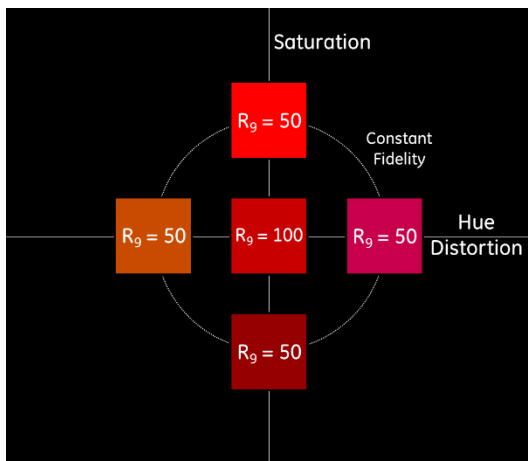 Saturation
R₉ = 50
Constant
Fidelity
R₉ = 50
R₉ = 100
R₉ = 50
Hue
Distortion
R₉ = 50